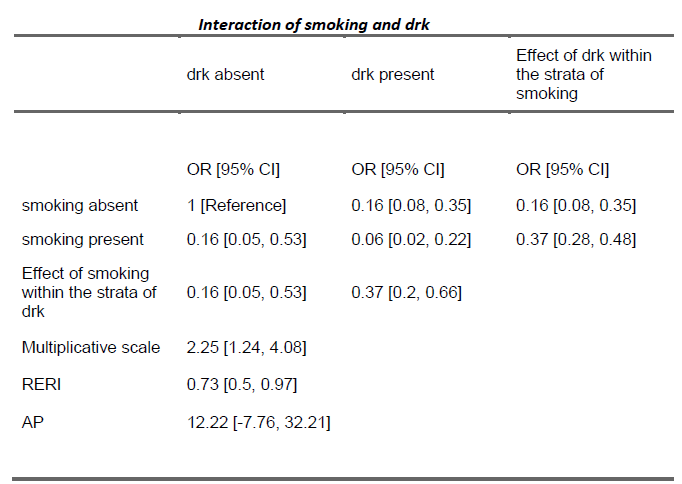 Interaction of smoking and drk
drk absent drk present Effect of drk within
the strata of
smoking
OR [95% CI] OR [95% CI] OR [95% CI]
smoking absent 1 [Reference] 0.16 [0.08, 0.35] 0.16 [0.08, 0.35]
smoking present 0.16 [0.05, 0.53] 0.06 [0.02, 0.22] 0.37 [0.28, 0.48]
Effect of smoking
within the strata of 0.16 [0.05, 0.53] 0.37 [0.2, 0.66]
drk
Multiplicative scale 2.25 [1.24, 4.08]
RERI 0.73 [0.5, 0.97]
AP 12.22 [-7.76, 32.21]